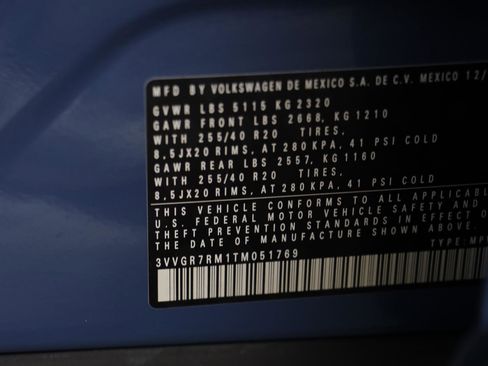 MFD BY VOLKSWAGEN DE MEXICO S.A. DE C.V. MEXICO 12/
GVWR LBS 5115 KG 2320
GAWR FRONT LBS 2668, KG 1210
WITH 255/40 R20 TIRES,
8,5JX20 RIMS, AT 280 KPA, 41 PSI COLD
GAWR REAR LBS 2557, KG 1160
WITH 255/40 R20 TIRES,
8,5JX20 RIMS, AT 280 KPA, 41 PSI COLD
THIS VEHICLE CONFORMS TO ALL APPLICABL
U.S. FEDERAL MOTOR VEHICLE SAFETY AND
THEFT PREVENTION STANDARDS IN EFFECT O
THE DATE OF MANUFACTURE SHOWN ABOVE.
3VVGR7RM1TM051769 TYPE: MP